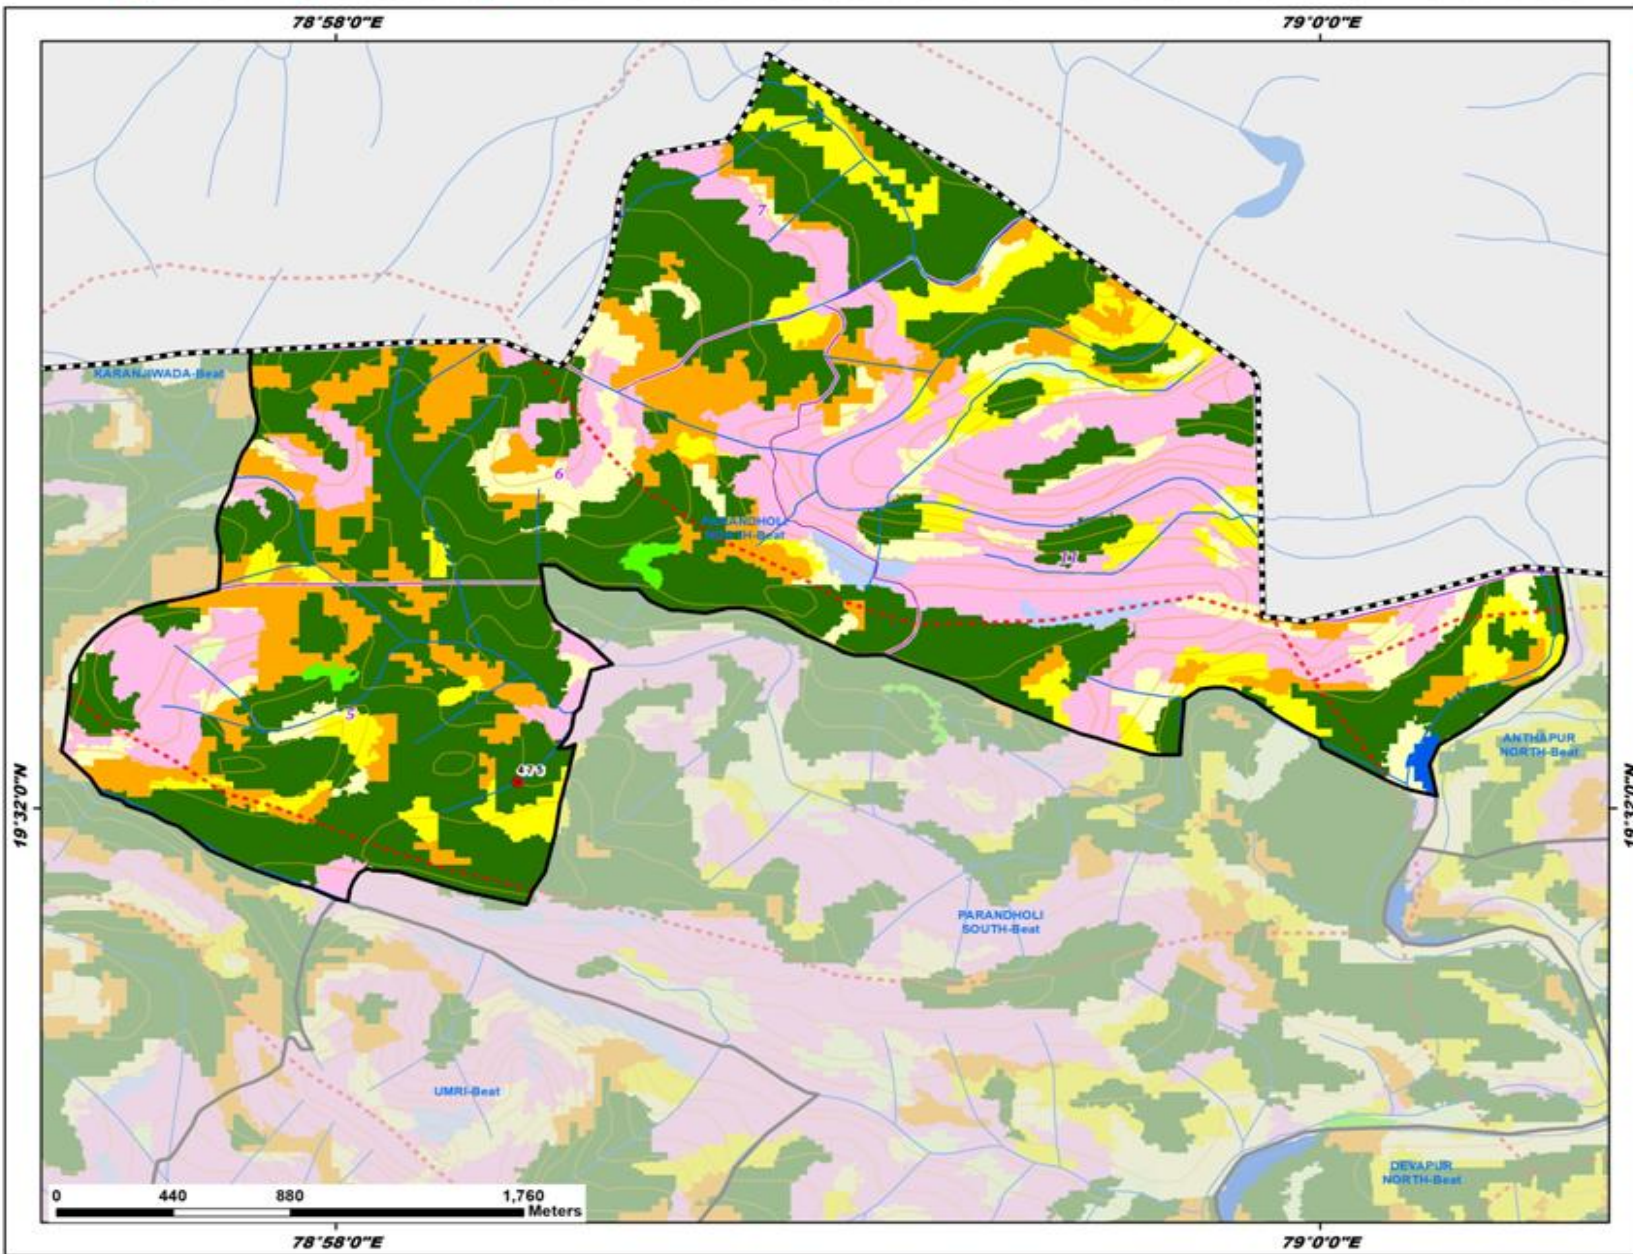 78°58'0"E
79°0'0"E
7
KARANJIWADA-Beat
6
PARANDHOLI
NORTH-Beat
11
5
ANTHAPUR
NORTH-Beat
19°32'0"N
19°32'0"N
PARANDHOLI
SOUTH-Beat
UMRI-Beat
DEVAPUR
NORTH-Beat
0
440
880
1,760
Meters
78°58'0"E
79°0'0"E